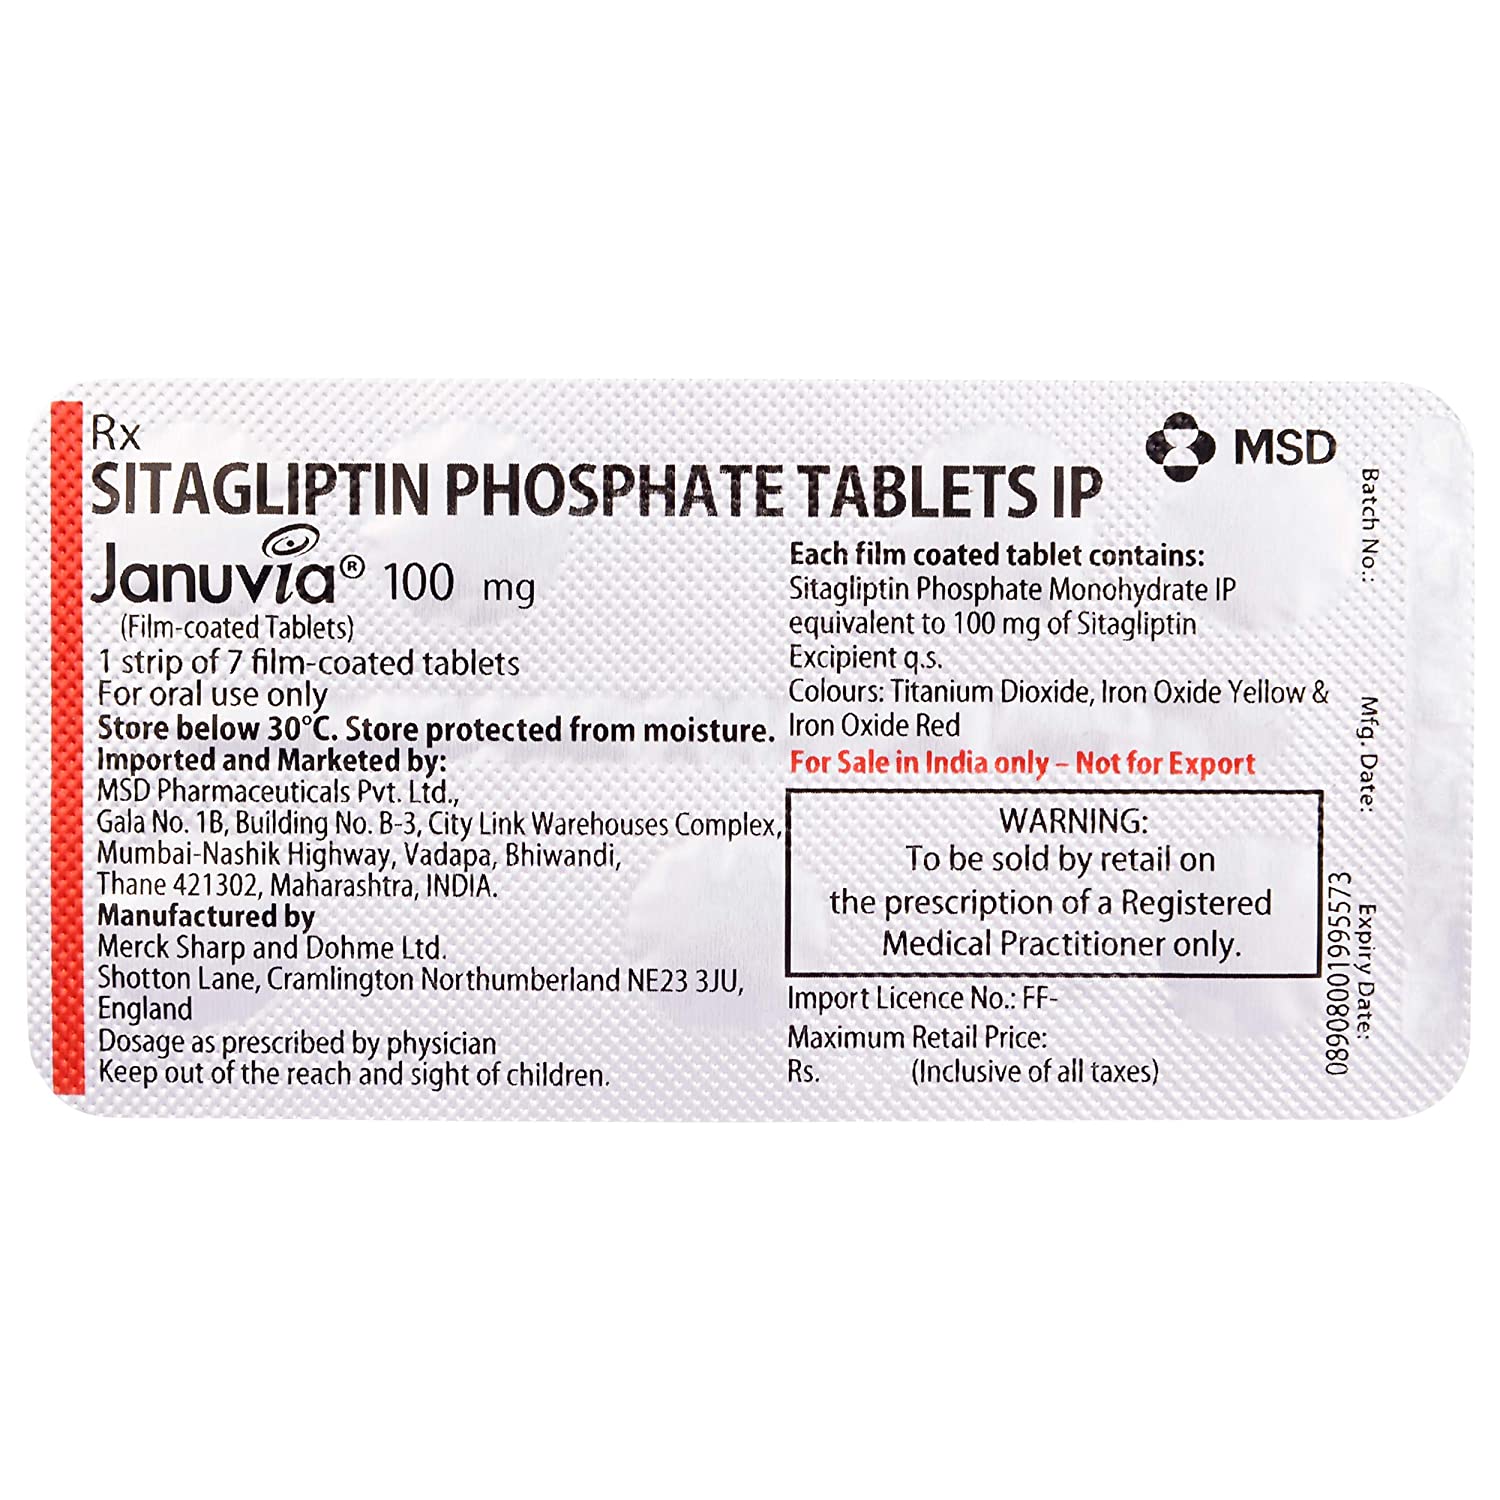 Rx
SITAGLIPTIN PHOSPHATE TABLETS IP
Januvia® 100 mg
(Film-coated Tablets)
1 strip of 7 film-coated tablets
For oral use only
Store below 30°C. Store protected from moisture.
Imported and Marketed by:
MSD Pharmaceuticals Pvt. Ltd.,
Gala No. 1B, Building No. B-3, City Link Warehouses Complex,
Mumbai-Nashik Highway, Vadapa, Bhiwandi,
Thane 421302, Maharashtra, INDIA.
Manufactured by
Merck Sharp and Dohme Ltd.
Shotton Lane, Cramlington Northumberland NE23 3JU,
England
Dosage as prescribed by physician
Keep out of the reach and sight of children.
MSD
Each film coated tablet contains:
Sitagliptin Phosphate Monohydrate IP
equivalent to 100 mg of Sitagliptin
Excipient q.s.
Colours: Titanium Dioxide, Iron Oxide Yellow &
Iron Oxide Red
For Sale in India only – Not for Export
WARNING:
To be sold by retail on
the prescription of a Registered
Medical Practitioner only.
Import Licence No.: FF-
Maximum Retail Price:
Rs. (Inclusive of all taxes)
Batch No.: Mfg. Date: Expiry Date:
0890800199557/3